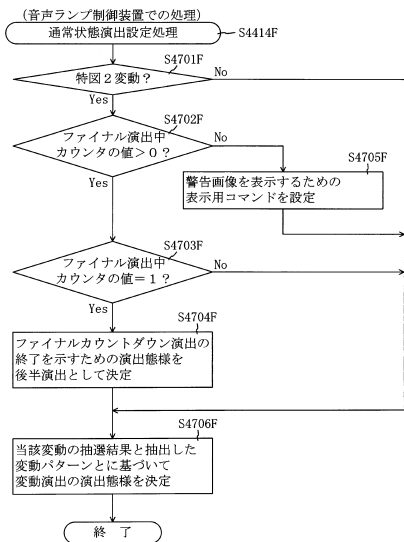 (音声ランプ制御装置での処理)
通常状態演出設定処理
S4414F
S4701F
特図2変動？
No
Yes
S4702F
ファイナル演出中
カウンタの値＞0？
No
Yes
S4705F
警告画像を表示するための
表示用コマンドを設定
S4703F
ファイナル演出中
カウンタの値＝1？
No
Yes
S4704F
ファイナルカウントダウン演出の
終了を示すための演出態様を
後半演出として決定
S4706F
当該変動の抽選結果と抽出した
変動パターンとに基づいて
変動演出の演出態様を決定
終了